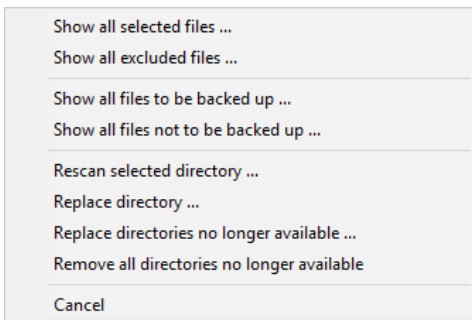 Show all selected files ...
Show all excluded files ...
Show all files to be backed up ...
Show all files not to be backed up ...
Rescan selected directory ...
Replace directory ...
Replace directories no longer available ...
Remove all directories no longer available
Cancel